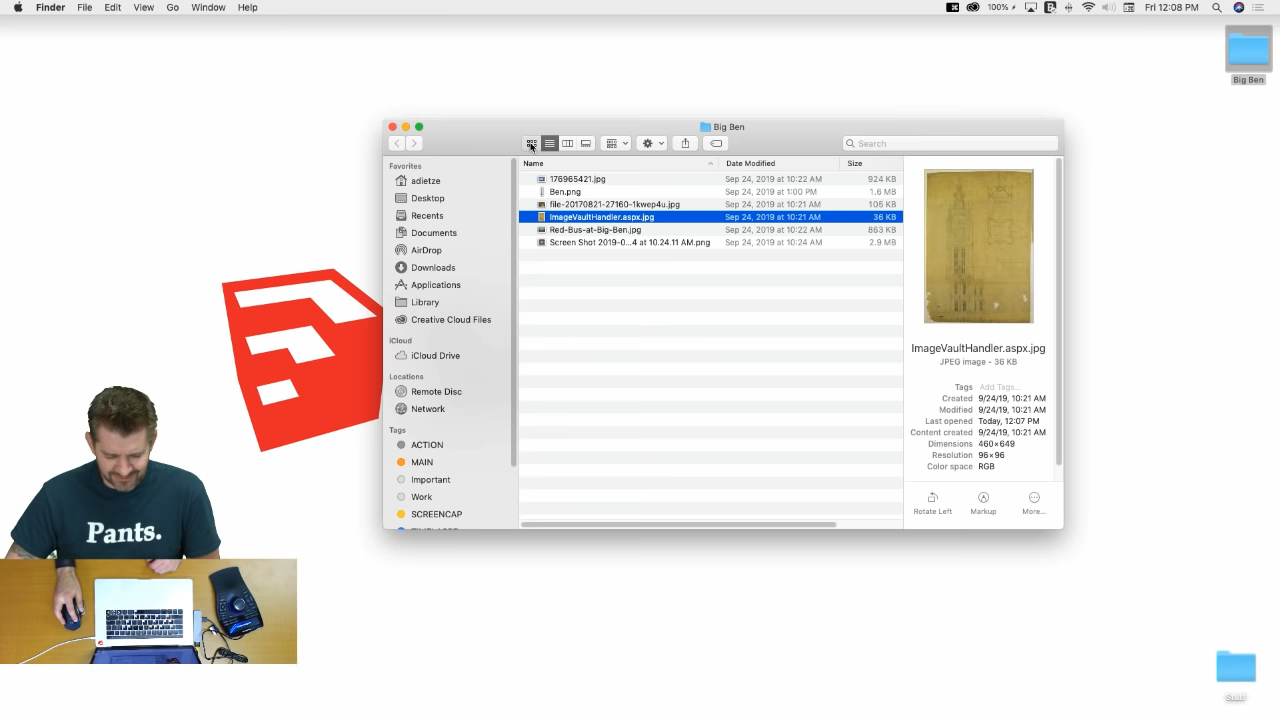 Finder File Edit View Go Window Help 100% Fri 12:08 PM
Big Ben
Big Ben
Search
Favorites
adietze
Desktop
Recents
Documents
AirDrop
Downloads
Applications
Library
Creative Cloud Files
iCloud
iCloud Drive
Locations
Remote Disc
Network
Tags
ACTION
MAIN
Important
Work
SCREENCAP
Name Date Modified Size
176965421.jpg Sep 24, 2019 at 10:22 AM 924 KB
Ben.png Sep 24, 2019 at 1:00 PM 1.6 MB
file-20170821-27160-1kwep4u.jpg Sep 24, 2019 at 10:21 AM 106 KB
ImageVaultHandler.aspx.jpg Sep 24, 2019 at 10:21 AM 36 KB
Red-Bus-at-Big-Ben.jpg Sep 24, 2019 at 10:22 AM 863 KB
Screen Shot 2019-0...4 at 10.24.11 AM.png Sep 24, 2019 at 10:24 AM 2.9 MB
ImageVaultHandler.aspx.jpg
JPEG image - 36 KB
Tags Add Tags...
Created 9/24/19, 10:21 AM
Modified 9/24/19, 10:21 AM
Last opened Today, 12:07 PM
Content created 9/24/19, 10:21 AM
Dimensions 460×649
Resolution 96×96
Color space RGB
Rotate Left Markup More...
Pants.
Stuff